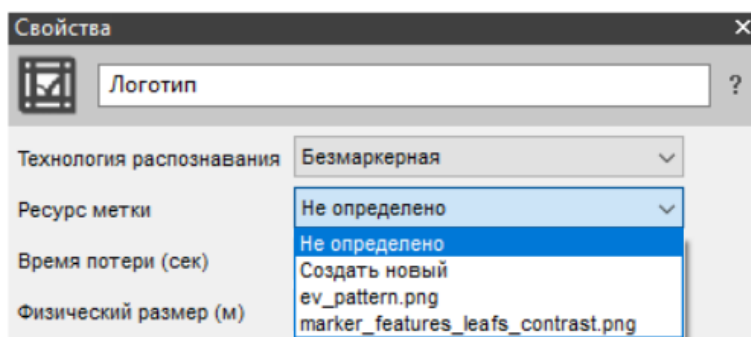 Свойства
Логотип
?
Технология распознавания Безмаркерная
Ресурс метки Не определено
Не определено
Время потери (сек) Создать новый
ev_pattern.png
Физический размер (м) marker_features_leafs_contrast.png